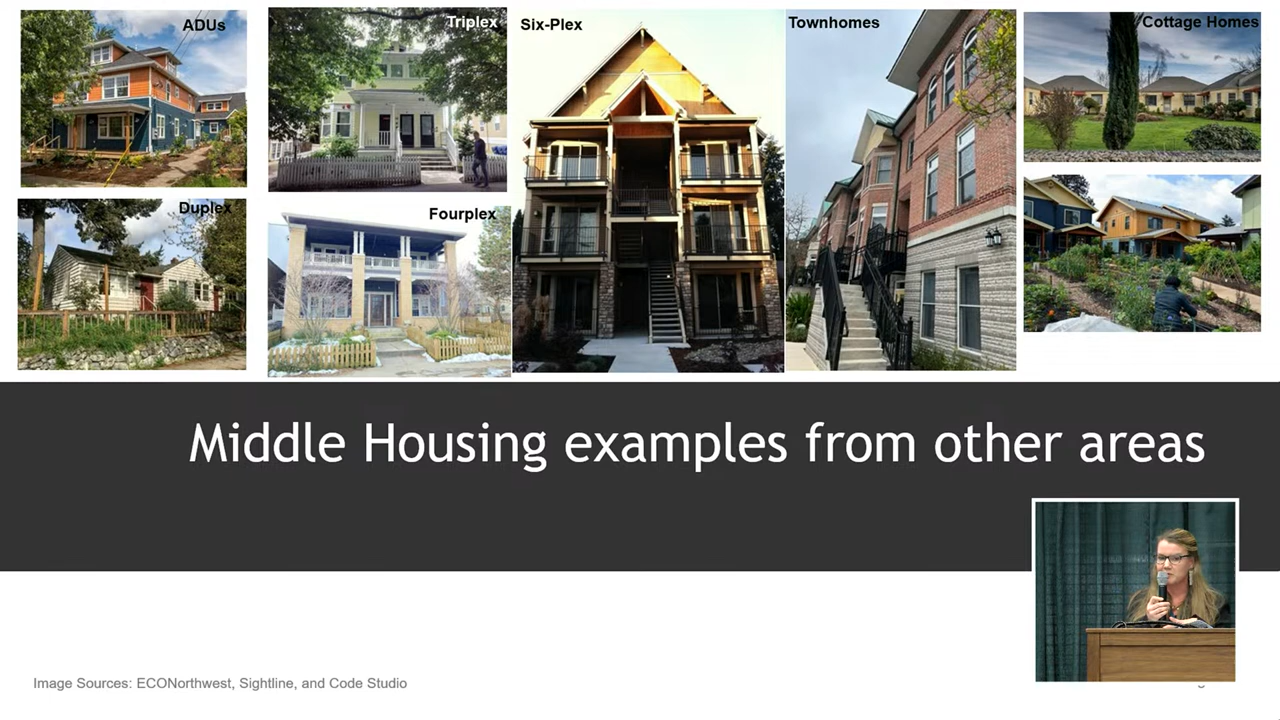 ADUs
Triplex
Six-Plex
Townhomes
Cottage Homes
Duplex
Fourplex
Middle Housing examples from other areas
Image Sources: ECONorthwest, Sightline, and Code Studio